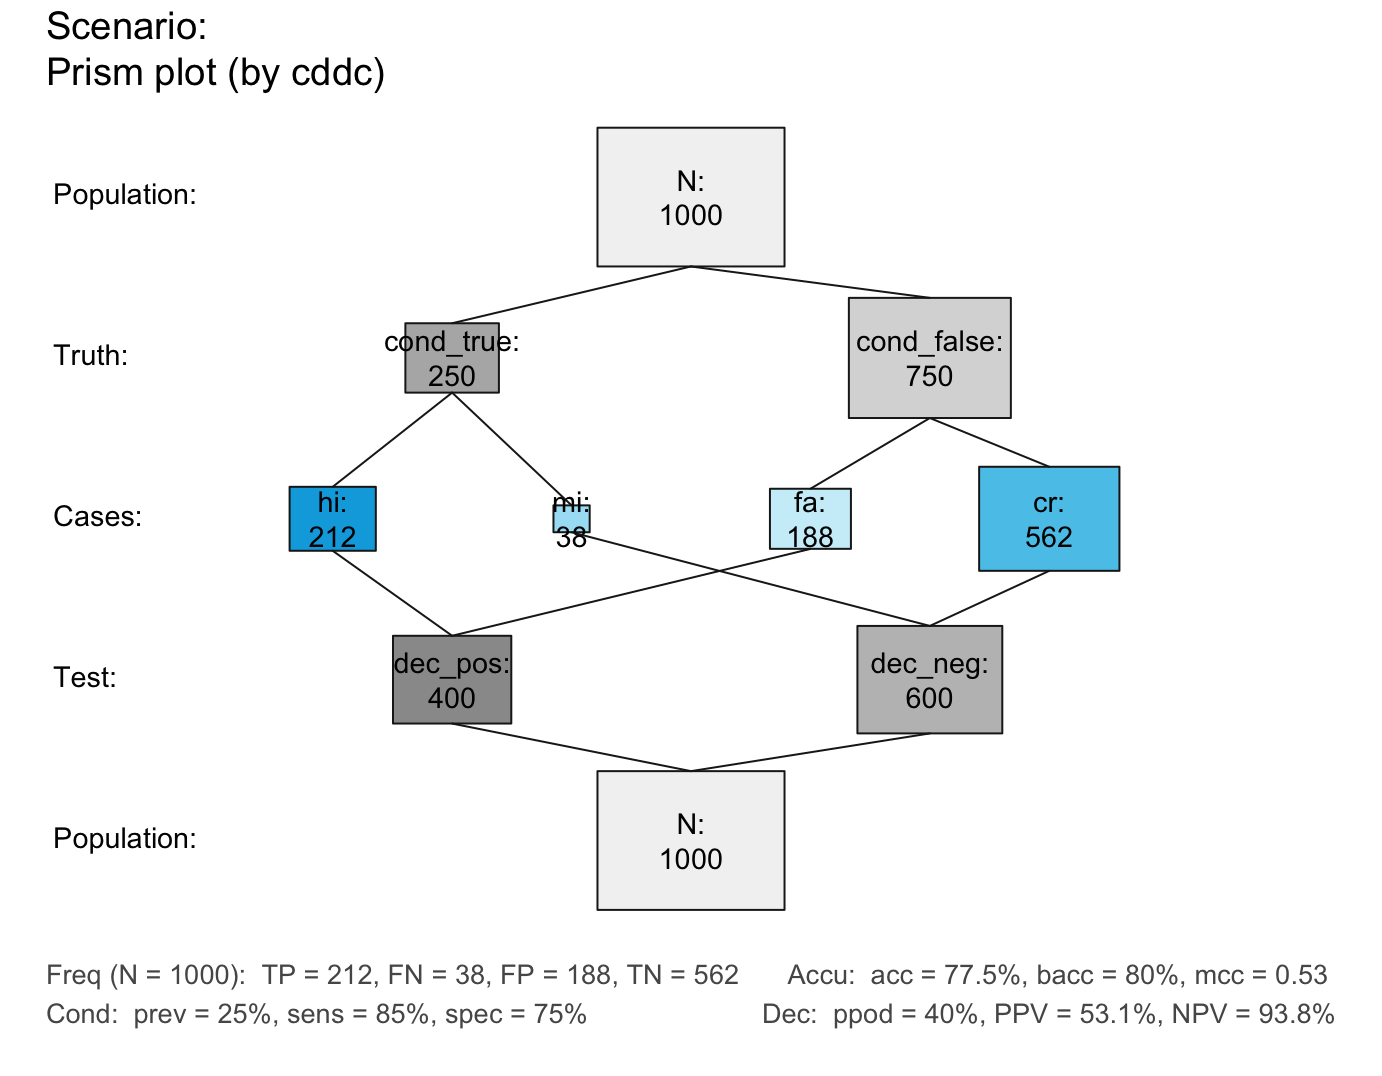 Scenario:
Prism plot (by cddc)
Population:
N:
1000
Truth:
cond_true:
250
cond_false:
750
Cases:
hi:
212
mi:
38
fa:
188
cr:
562
Test:
dec_pos:
400
dec_neg:
600
Population:
N:
1000
Freq (N = 1000):  TP = 212, FN = 38, FP = 188, TN = 562
Accu:  acc = 77.5%, bacc = 80%, mcc = 0.53
Cond:  prev = 25%, sens = 85%, spec = 75%
Dec:  ppod = 40%, PPV = 53.1%, NPV = 93.8%